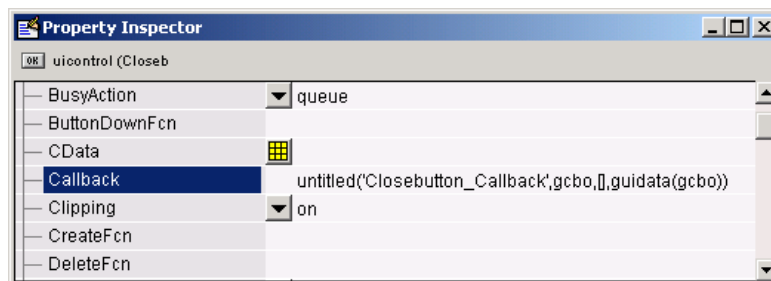 Property Inspector
OK uicontrol (Closeb
BusyAction queue
ButtonDownFcn
CData
Callback untitled('Closebutton_Callback',gcbo,[],guidata(gcbo))
Clipping on
CreateFcn
DeleteFcn